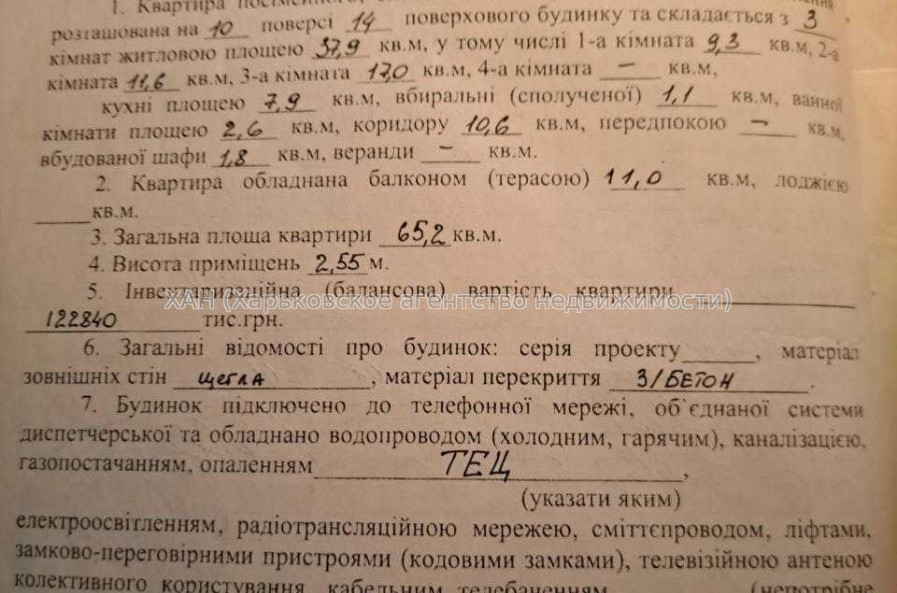 1. Квартира
розташована на 10 поверсі 14 поверхового будинку та складається з 3
кімнат житловою площею 37,9 кв.м, у тому числі 1-а кімната 9,3 кв.м, 2-а
кімната 11,6 кв.м, 3-а кімната 17,0 кв.м, 4-а кімната — кв.м,
кухні площею 7,9 кв.м, вбиральні (сполученої) 1,1 кв.м, ванної
кімнати площею 2,6 кв.м, коридору 10,6 кв.м, передпокою — кв.м,
вбудованої шафи 1,8 кв.м, веранди — кв.м.
2. Квартира обладнана балконом (терасою) 11,0 кв.м, лоджією
____кв.м.
3. Загальна площа квартири 65,2 кв.м.
4. Висота приміщень 2,55 м.
5. Інвентаризаційна (балансова) вартість квартири ____
ХАН (Харьковское агентство недвижимости)
122840 тис.грн.
6. Загальні відомості про будинок: серія проекту____, матеріал
зовнішніх стін цегла, матеріал перекриття З/БЕТОН.
7. Будинок підключено до телефонної мережі, об`єднаної системи
диспетчерської та обладнано водопроводом (холодним, гарячим), каналізацією,
газопостачанням, опаленням ТЕЦ,
(указати яким)
електроосвітленням, радіотрансляційною мережею, сміттєпроводом, ліфтами,
замково-переговірними пристроями (кодовими замками), телевізійною антеною
колективного користування, кабельним телебаченням (непотрібне